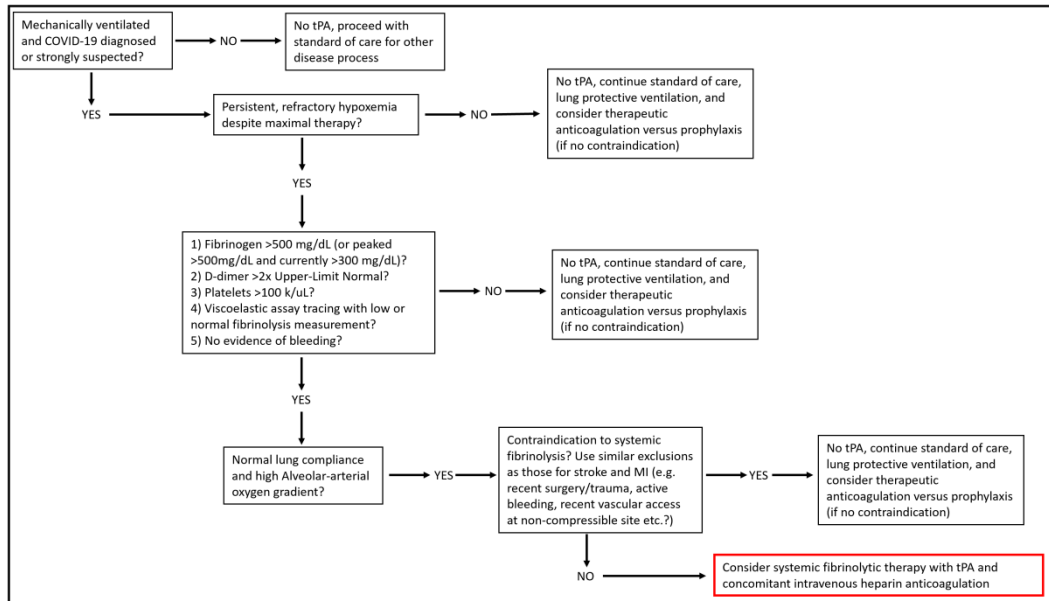 Mechanically ventilated
and COVID-19 diagnosed
or strongly suspected?
NO
No tPA, proceed with
standard of care for other
disease process
YES
Persistent, refractory hypoxemia
despite maximal therapy?
NO
No tPA, continue standard of care,
lung protective ventilation, and
consider therapeutic
anticoagulation versus prophylaxis
(if no contraindication)
YES
1) Fibrinogen >500 mg/dL (or peaked
>500mg/dL and currently >300 mg/dL)?
2) D-dimer >2x Upper-Limit Normal?
3) Platelets >100 k/uL?
4) Viscoelastic assay tracing with low or
normal fibrinolysis measurement?
5) No evidence of bleeding?
NO
No tPA, continue standard of care,
lung protective ventilation, and
consider therapeutic
anticoagulation versus prophylaxis
(if no contraindication)
YES
Normal lung compliance
and high Alveolar-arterial
oxygen gradient?
YES
Contraindication to systemic
fibrinolysis? Use similar exclusions
as those for stroke and MI (e.g.
recent surgery/trauma, active
bleeding, recent vascular access
at non-compressible site etc.?)
YES
No tPA, continue standard of care,
lung protective ventilation, and
consider therapeutic
anticoagulation versus prophylaxis
(if no contraindication)
NO
Consider systemic fibrinolytic therapy with tPA and
concomitant intravenous heparin anticoagulation